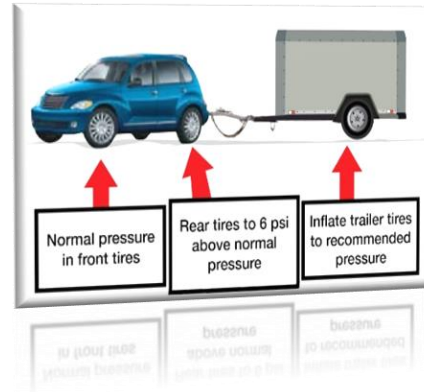 Normal pressure
in front tires
Rear tires to 6 psi
above normal
pressure
Inflate trailer tires
to recommended
pressure